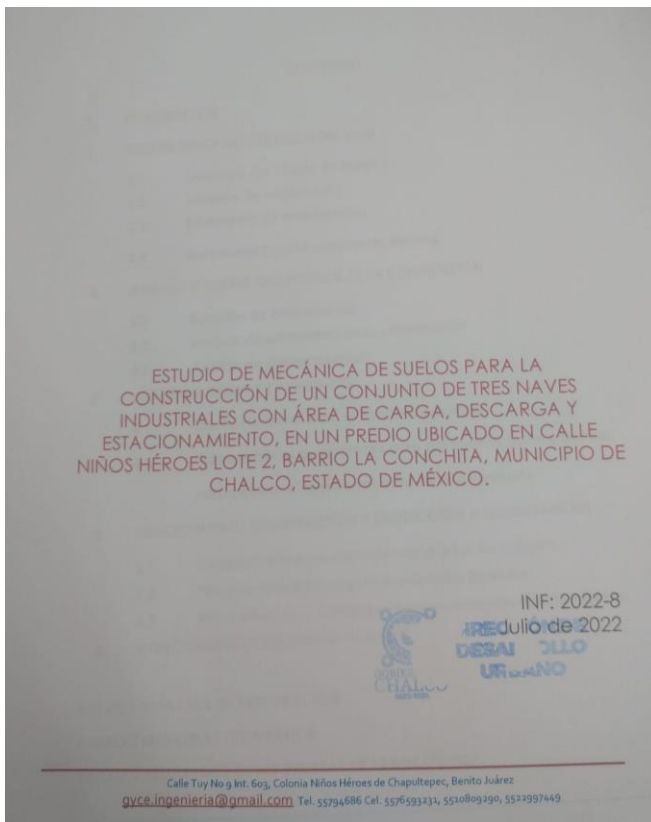 ESTUDIO DE MECÁNICA DE SUELOS PARA LA
CONSTRUCCIÓN DE UN CONJUNTO DE TRES NAVES
INDUSTRIALES CON ÁREA DE CARGA, DESCARGA Y
ESTACIONAMIENTO, EN UN PREDIO UBICADO EN CALLE
NIÑOS HÉROES LOTE 2, BARRIO LA CONCHITA, MUNICIPIO DE
CHALCO, ESTADO DE MÉXICO.
INF: 2022-8
Julio de 2022
CHALCO
Calle Tuy No 9 Int. 603, Colonia Niños Héroes de Chapultepec, Benito Juárez
gyce.ingenieria@gmail.com Tel. 55794686 Cel. 5576593231, 5510809290, 5522997449